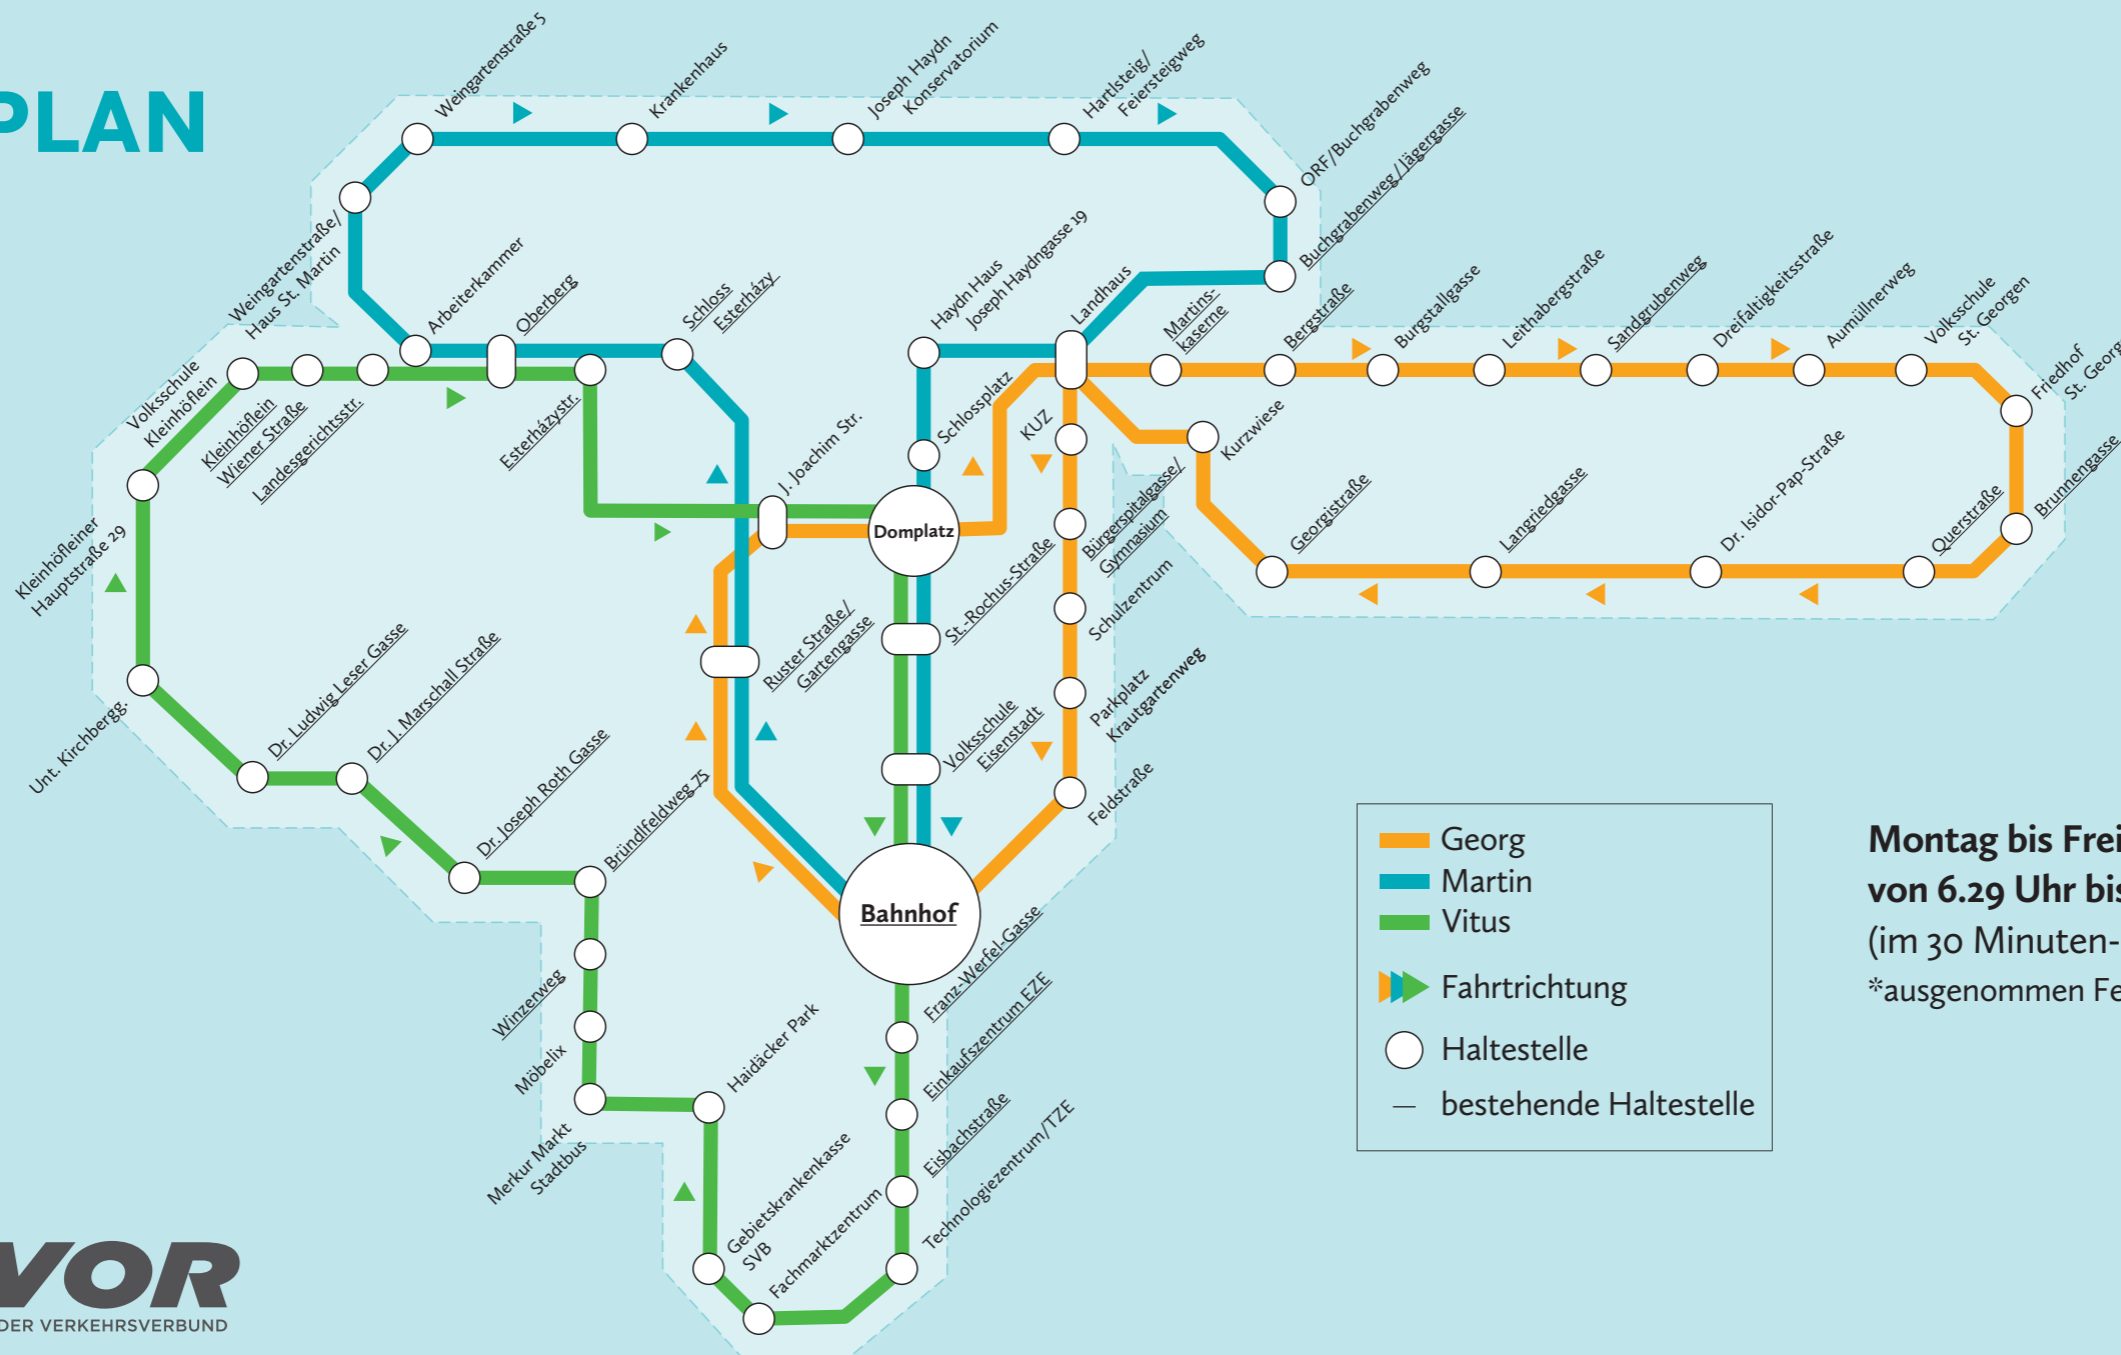 PLAN
Weingartenstraße 5
Krankenhaus
Joseph Haydn
Konservatorium
Hartlsteig/
Feiersteigweg
ORF/Buchgrabenweg
Buchgrabenweg/Jägergasse
Weingartenstraße/
Haus St. Martin
Arbeiterkammer
Oberberg
Schloss
Esterházy
Haydn Haus
Joseph Haydngasse 19
Landhaus
Martins-
kaserne
Bergstraße
Burgstallgasse
Leithabergstraße
Sandgrubenweg
Dreifaltigkeitsstraße
Aumüllnerweg
Volksschule
St. Georgen
Friedhof
St. Georg
Brunnengasse
Querstraße
Dr. Isidor-Pap-Straße
Langriedgasse
Georgistraße
Kurzwiese
Volksschule
Kleinhöflein
Kleinhöflein
Wiener Straße
Landesgerichtsstr.
Esterházystr.
J. Joachim Str.
Schlossplatz
KUZ
Domplatz
Bürgerspitalgasse/
Gymnasium
Schulzentrum
Parkplatz
Krautgartenweg
Feldstraße
St.-Rochus-Straße
Ruster Straße/
Gartengasse
Volksschule
Eisenstadt
Kleinhöfleiner
Hauptstraße 29
Unt. Kirchbergg.
Dr. Ludwig Leser Gasse
Dr. J. Marschall Straße
Dr. Joseph Roth Gasse
Bründlfeldweg 75
Bahnhof
Winzerweg
Möbelix
Merkur Markt
Stadtbus
Haidäcker Park
Gebietskrankenkasse
SVB
Fachmarktzentrum
Franz-Werfel-Gasse
Einkaufszentrum EZE
Eisbachstraße
Technologiezentrum/TZE
Georg
Martin
Vitus
Fahrtrichtung
Haltestelle
– bestehende Haltestelle
Montag bis Frei
von 6.29 Uhr bis
(im 30 Minuten-
*ausgenommen Fe
VOR
DER VERKEHRSVERBUND